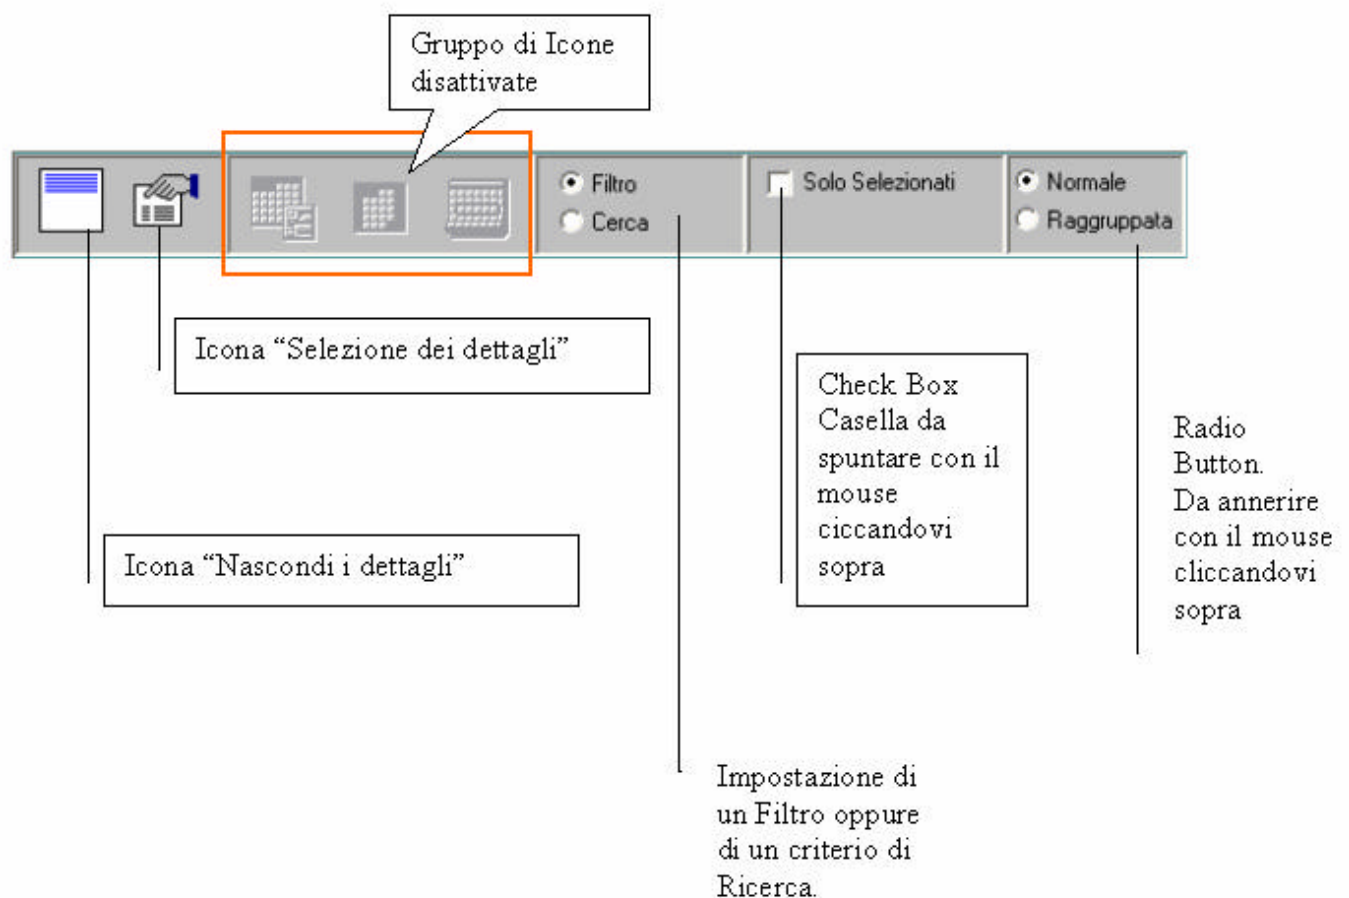 Gruppo di Icone
disattivate
Filtro
Cerca
Solo Selezionati
Normale
Raggruppata
Icona “Selezione dei dettagli”
Icona “Nascondi i dettagli”
Check Box
Casella da
spuntare con il
mouse
ciccandovi
sopra
Radio
Button.
Da annerire
con il mouse
cliccandovi
sopra
Impostazione di
un Filtro oppure
di un criterio di
Ricerca.